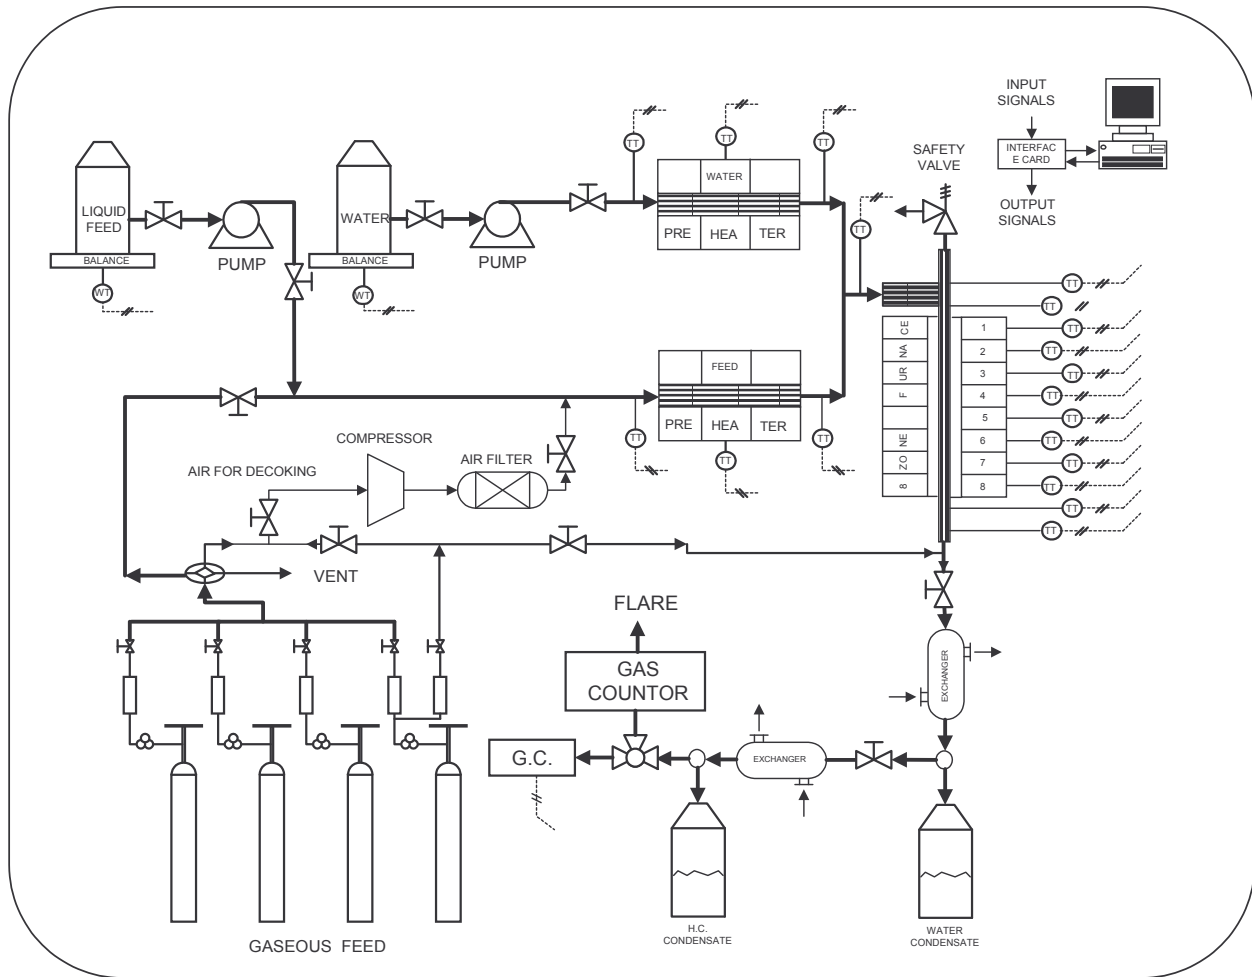 INPUT
SIGNALS
INTERFAC
E CARD
OUTPUT
SIGNALS
SAFETY
VALVE
LIQUID
FEED
BALANCE
WT
PUMP
WATER
BALANCE
WT
PUMP
TT
TT
TT
WATER
PRE HEA TER
TT
FEED
PRE HEA TER
TT
TT
TT
CE
NA
UR
F
NE
ZO
8
1
2
3
4
5
6
7
8
TT
TT
TT
TT
TT
TT
TT
TT
TT
TT
TT
TT
COMPRESSOR
AIR FOR DECOKING
AIR FILTER
VENT
FLARE
GAS
COUNTOR
G.C.
EXCHANGER
EXCHANGER
H.C.
CONDENSATE
WATER
CONDENSATE
GASEOUS FEED